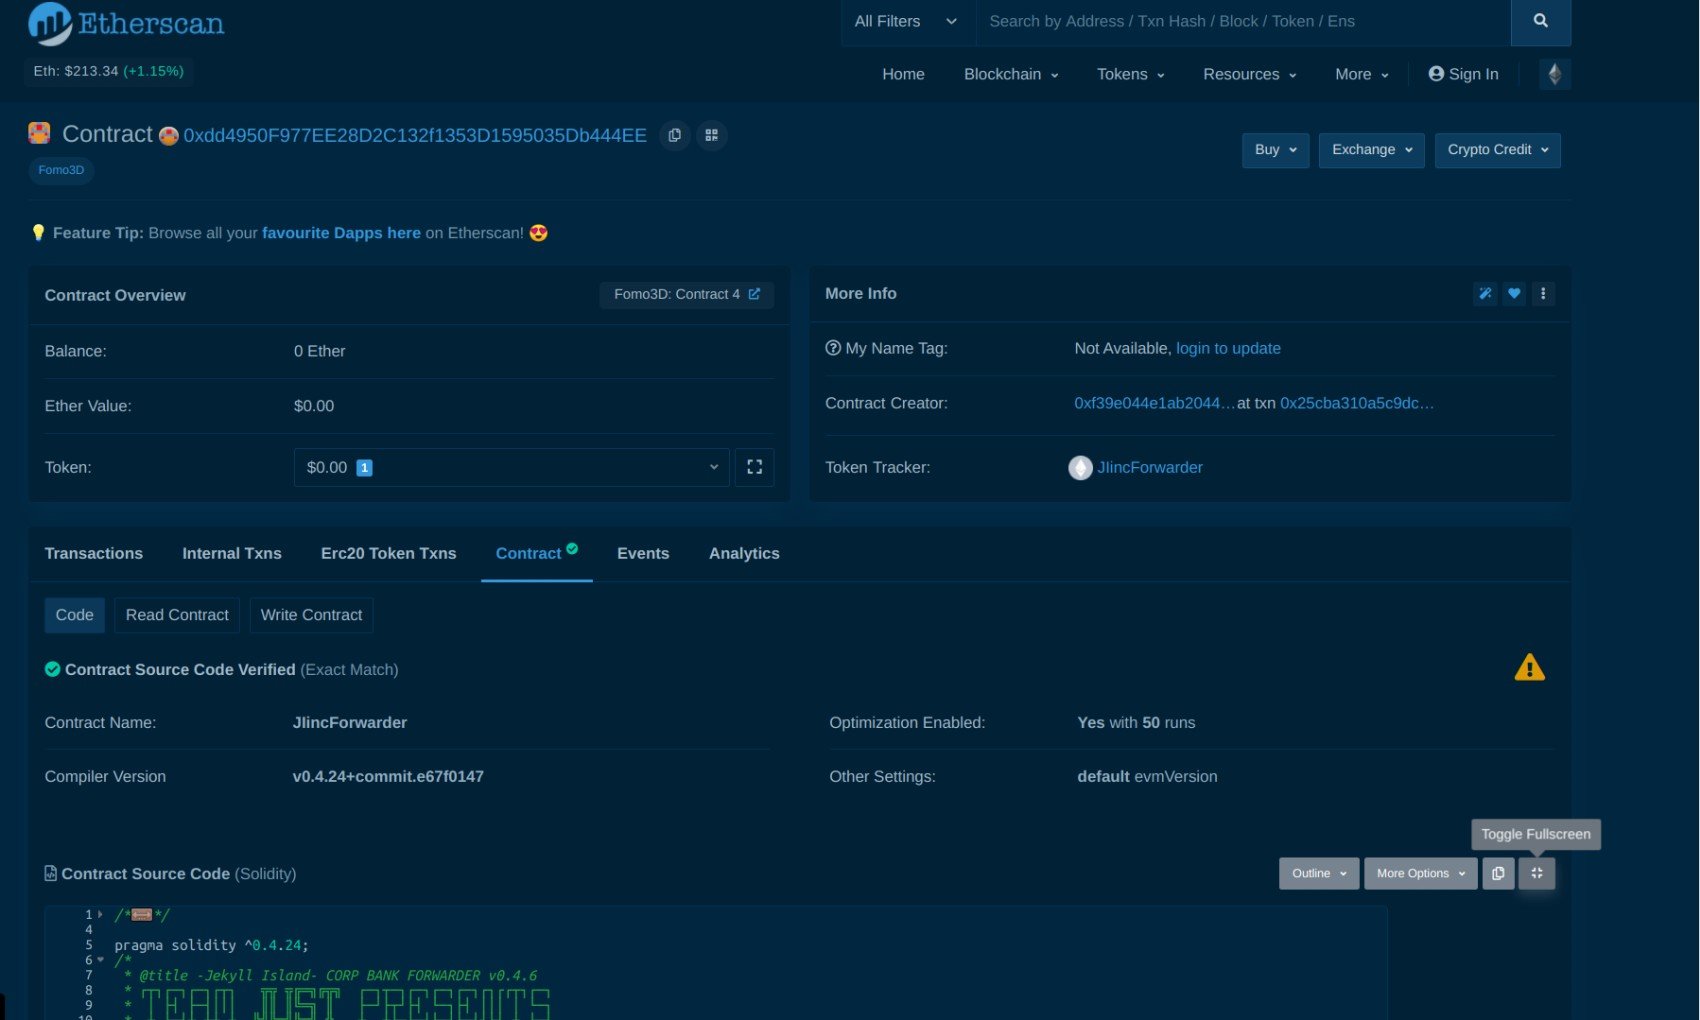 Etherscan
All Filters
Search by Address / Txn Hash / Block / Token / Ens
Eth: $213.34 (+1.15%)
Home Blockchain Tokens Resources More Sign In
Contract 0xdd4950F977EE28D2C132f1353D1595035Db444EE
Buy Exchange Crypto Credit
Fomo3D
Feature Tip: Browse all your favourite Dapps here on Etherscan!
Contract Overview
Fomo3D: Contract 4
Balance: 0 Ether
Ether Value: $0.00
Token: $0.00 1
More Info
My Name Tag: Not Available, login to update
Contract Creator: 0xf39e044e1ab2044...at txn 0x25cba310a5c9dc...
Token Tracker: JIincForwarder
Transactions Internal Txns Erc20 Token Txns Contract Events Analytics
Code Read Contract Write Contract
Contract Source Code Verified (Exact Match)
Contract Name: JIincForwarder
Optimization Enabled: Yes with 50 runs
Compiler Version v0.4.24+commit.e67f0147
Other Settings: default evmVersion
Toggle Fullscreen
Contract Source Code (Solidity)
Outline More Options
1 /* */
4
5 pragma solidity ^0.4.24;
6 /*
7 * @title -Jekyll Island- CORP BANK FORWARDER v0.4.6
8 *
9 *
10 *